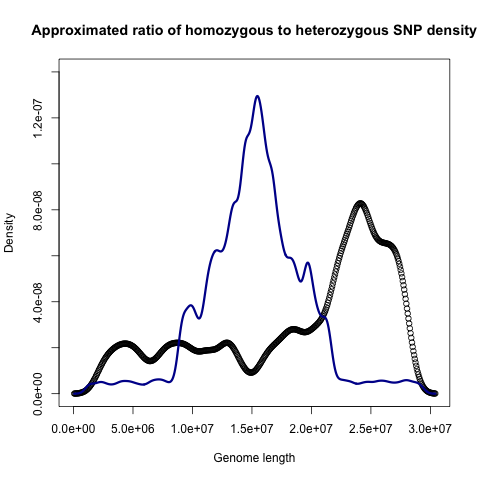 Approximated ratio of homozygous to heterozygous SNP density
Density
1.2e-07
8.0e-08
4.0e-08
0.0e+00
0.0e+00 5.0e+06 1.0e+07 1.5e+07 2.0e+07 2.5e+07 3.0e+07
Genome length